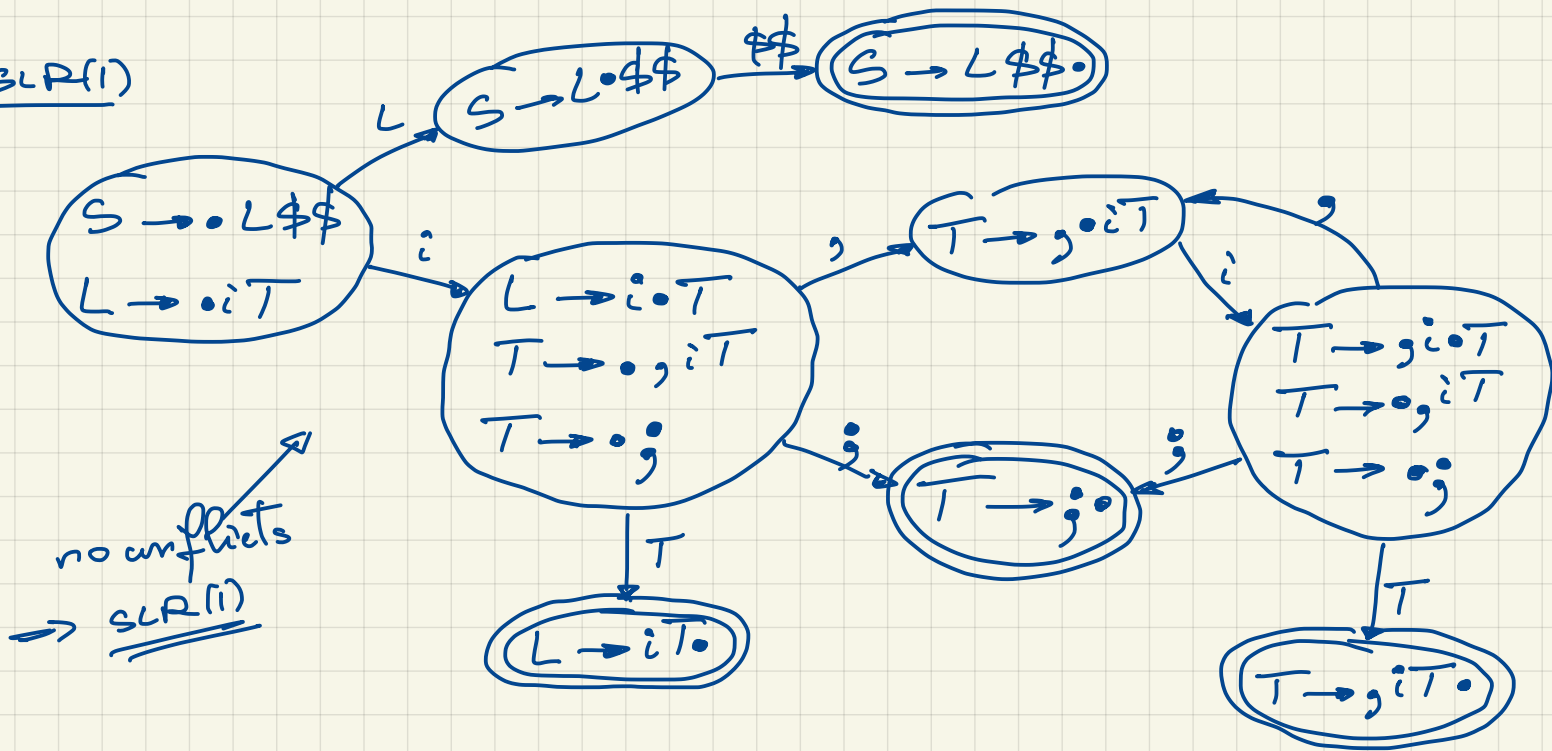 SLR(1)
$$
S → L•$$
S → L$$•
L
S → •L$$
L → •iT
i
,
T → ,•iT
,
i
L → i•T
T → •,iT
T → •;
T → ,i•T
T → •,iT
T → •;
;
;
T → ;•
no conflicts
⇒ SLR(1)
T
L → iT•
T
T → ,iT•